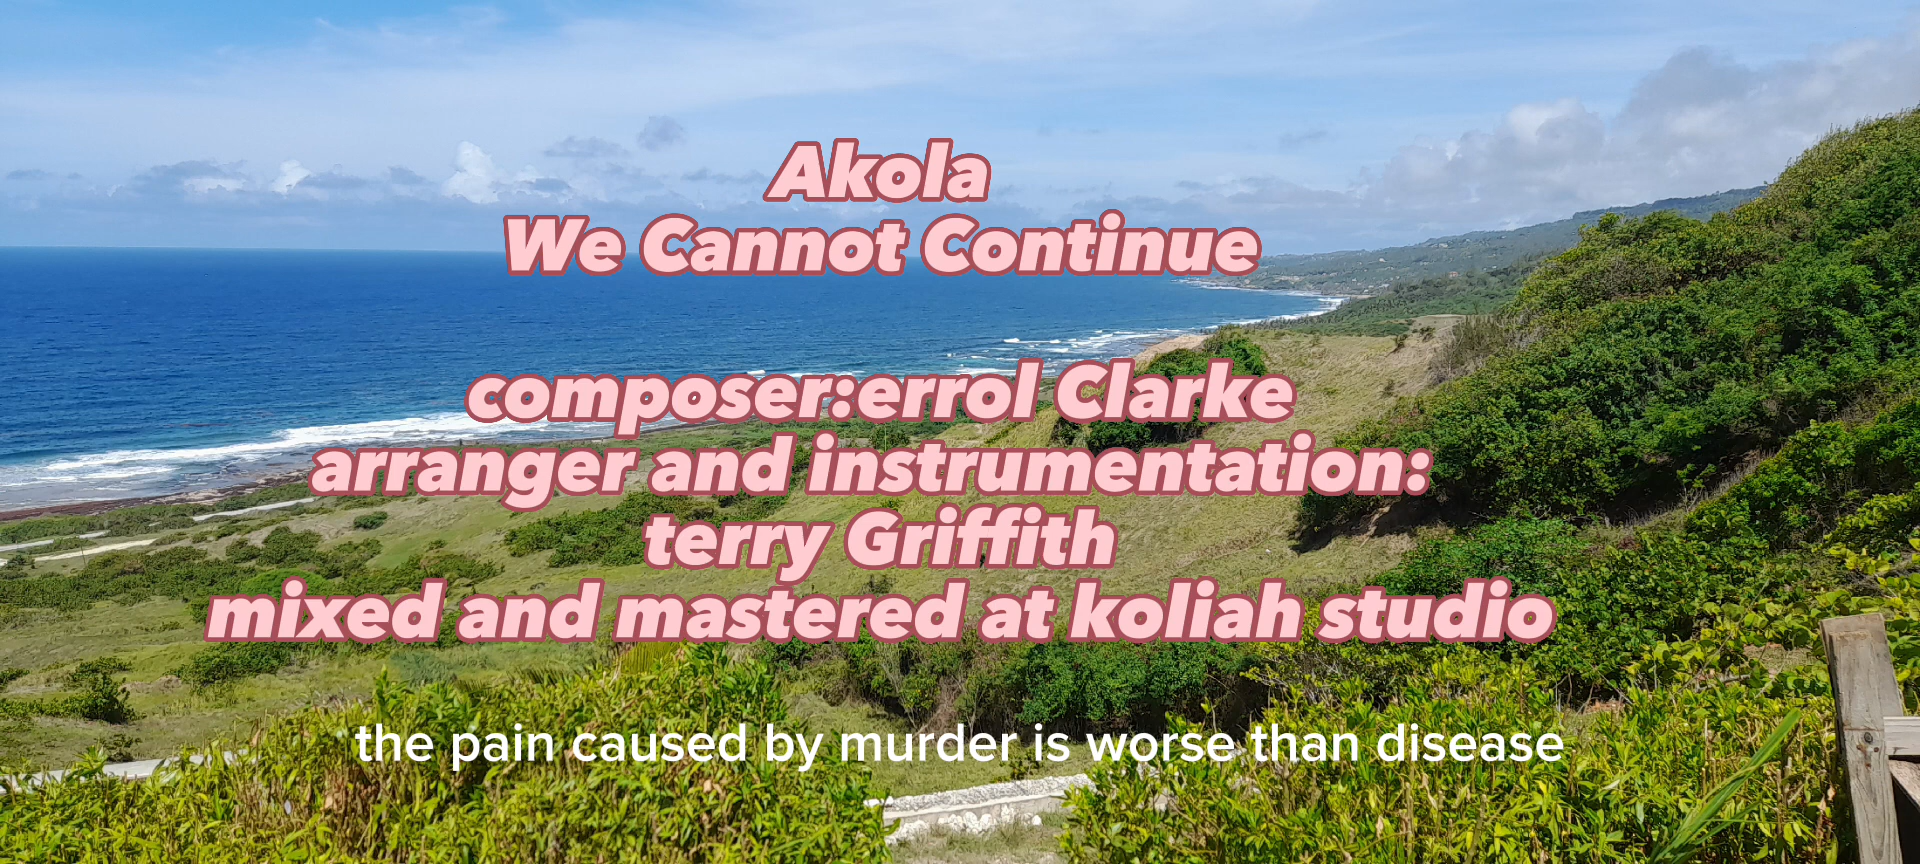 Akola
We Cannot Continue
composer:errol Clarke
arranger and instrumentation:
terry Griffith
mixed and mastered at koliah studio
the pain caused by murder is worse than disease